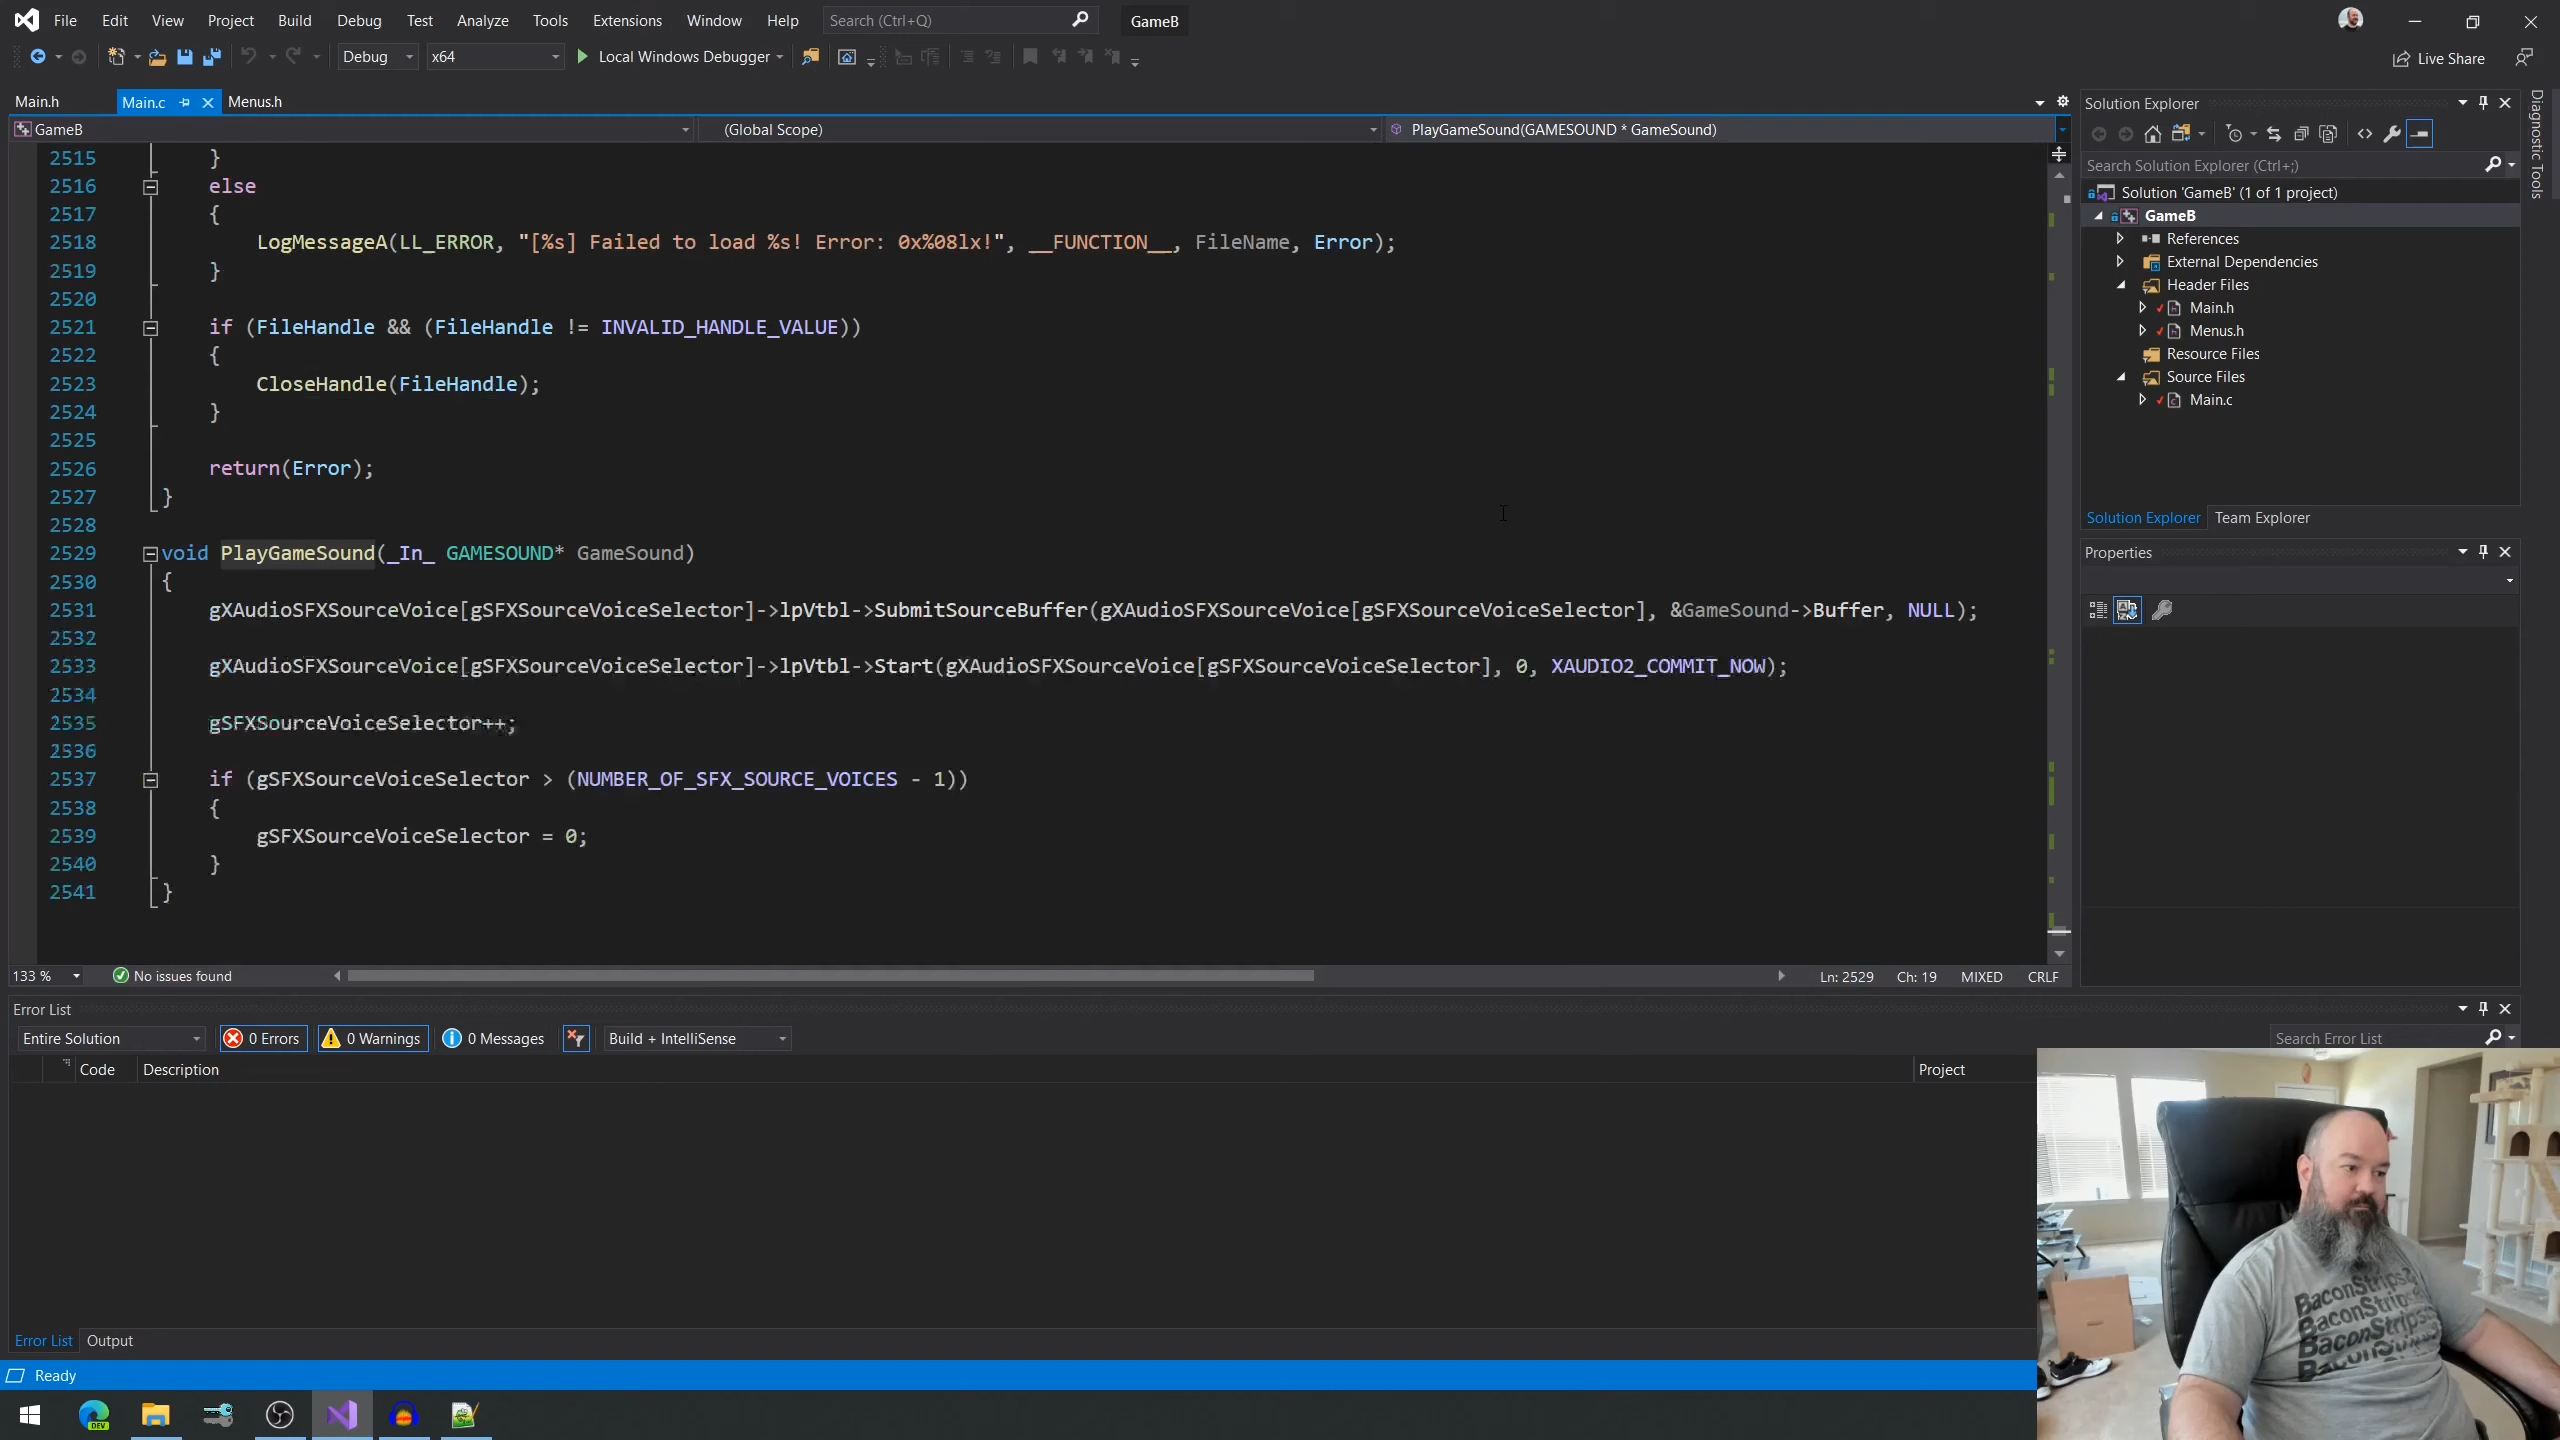 File Edit View Project Build Debug Test Analyze Tools Extensions Window Help Search (Ctrl+Q) GameB
Debug x64 Local Windows Debugger Live Share
Main.h Main.c Menus.h
GameB (Global Scope) PlayGameSound(GAMESOUND * GameSound)
2515 }
2516 else
2517 {
2518 LogMessageA(LL_ERROR, "[%s] Failed to load %s! Error: 0x%08lx!", __FUNCTION__, FileName, Error);
2519 }
2520
2521 if (FileHandle && (FileHandle != INVALID_HANDLE_VALUE))
2522 {
2523 CloseHandle(FileHandle);
2524 }
2525
2526 return(Error);
2527 }
2528
2529 void PlayGameSound(_In_ GAMESOUND* GameSound)
2530 {
2531 gXAudioSFXSourceVoice[gSFXSourceVoiceSelector]->lpVtbl->SubmitSourceBuffer(gXAudioSFXSourceVoice[gSFXSourceVoiceSelector], &GameSound->Buffer, NULL);
2532
2533 gXAudioSFXSourceVoice[gSFXSourceVoiceSelector]->lpVtbl->Start(gXAudioSFXSourceVoice[gSFXSourceVoiceSelector], 0, XAUDIO2_COMMIT_NOW);
2534
2535 gSFXSourceVoiceSelector++;
2536
2537 if (gSFXSourceVoiceSelector > (NUMBER_OF_SFX_SOURCE_VOICES - 1))
2538 {
2539 gSFXSourceVoiceSelector = 0;
2540 }
2541 }
133 % No issues found Ln: 2529 Ch: 19 MIXED CRLF
Error List
Entire Solution 0 Errors 0 Warnings 0 Messages Build + IntelliSense Search Error List
Code Description Project
Error List Output
Ready
Solution Explorer
Search Solution Explorer (Ctrl+;)
Solution 'GameB' (1 of 1 project)
GameB
References
External Dependencies
Header Files
Main.h
Menus.h
Resource Files
Source Files
Main.c
Solution Explorer Team Explorer
Properties
Diagnostic Tools
DEV
BaconStrips
BaconStrips
BaconStrips
BaconStrips